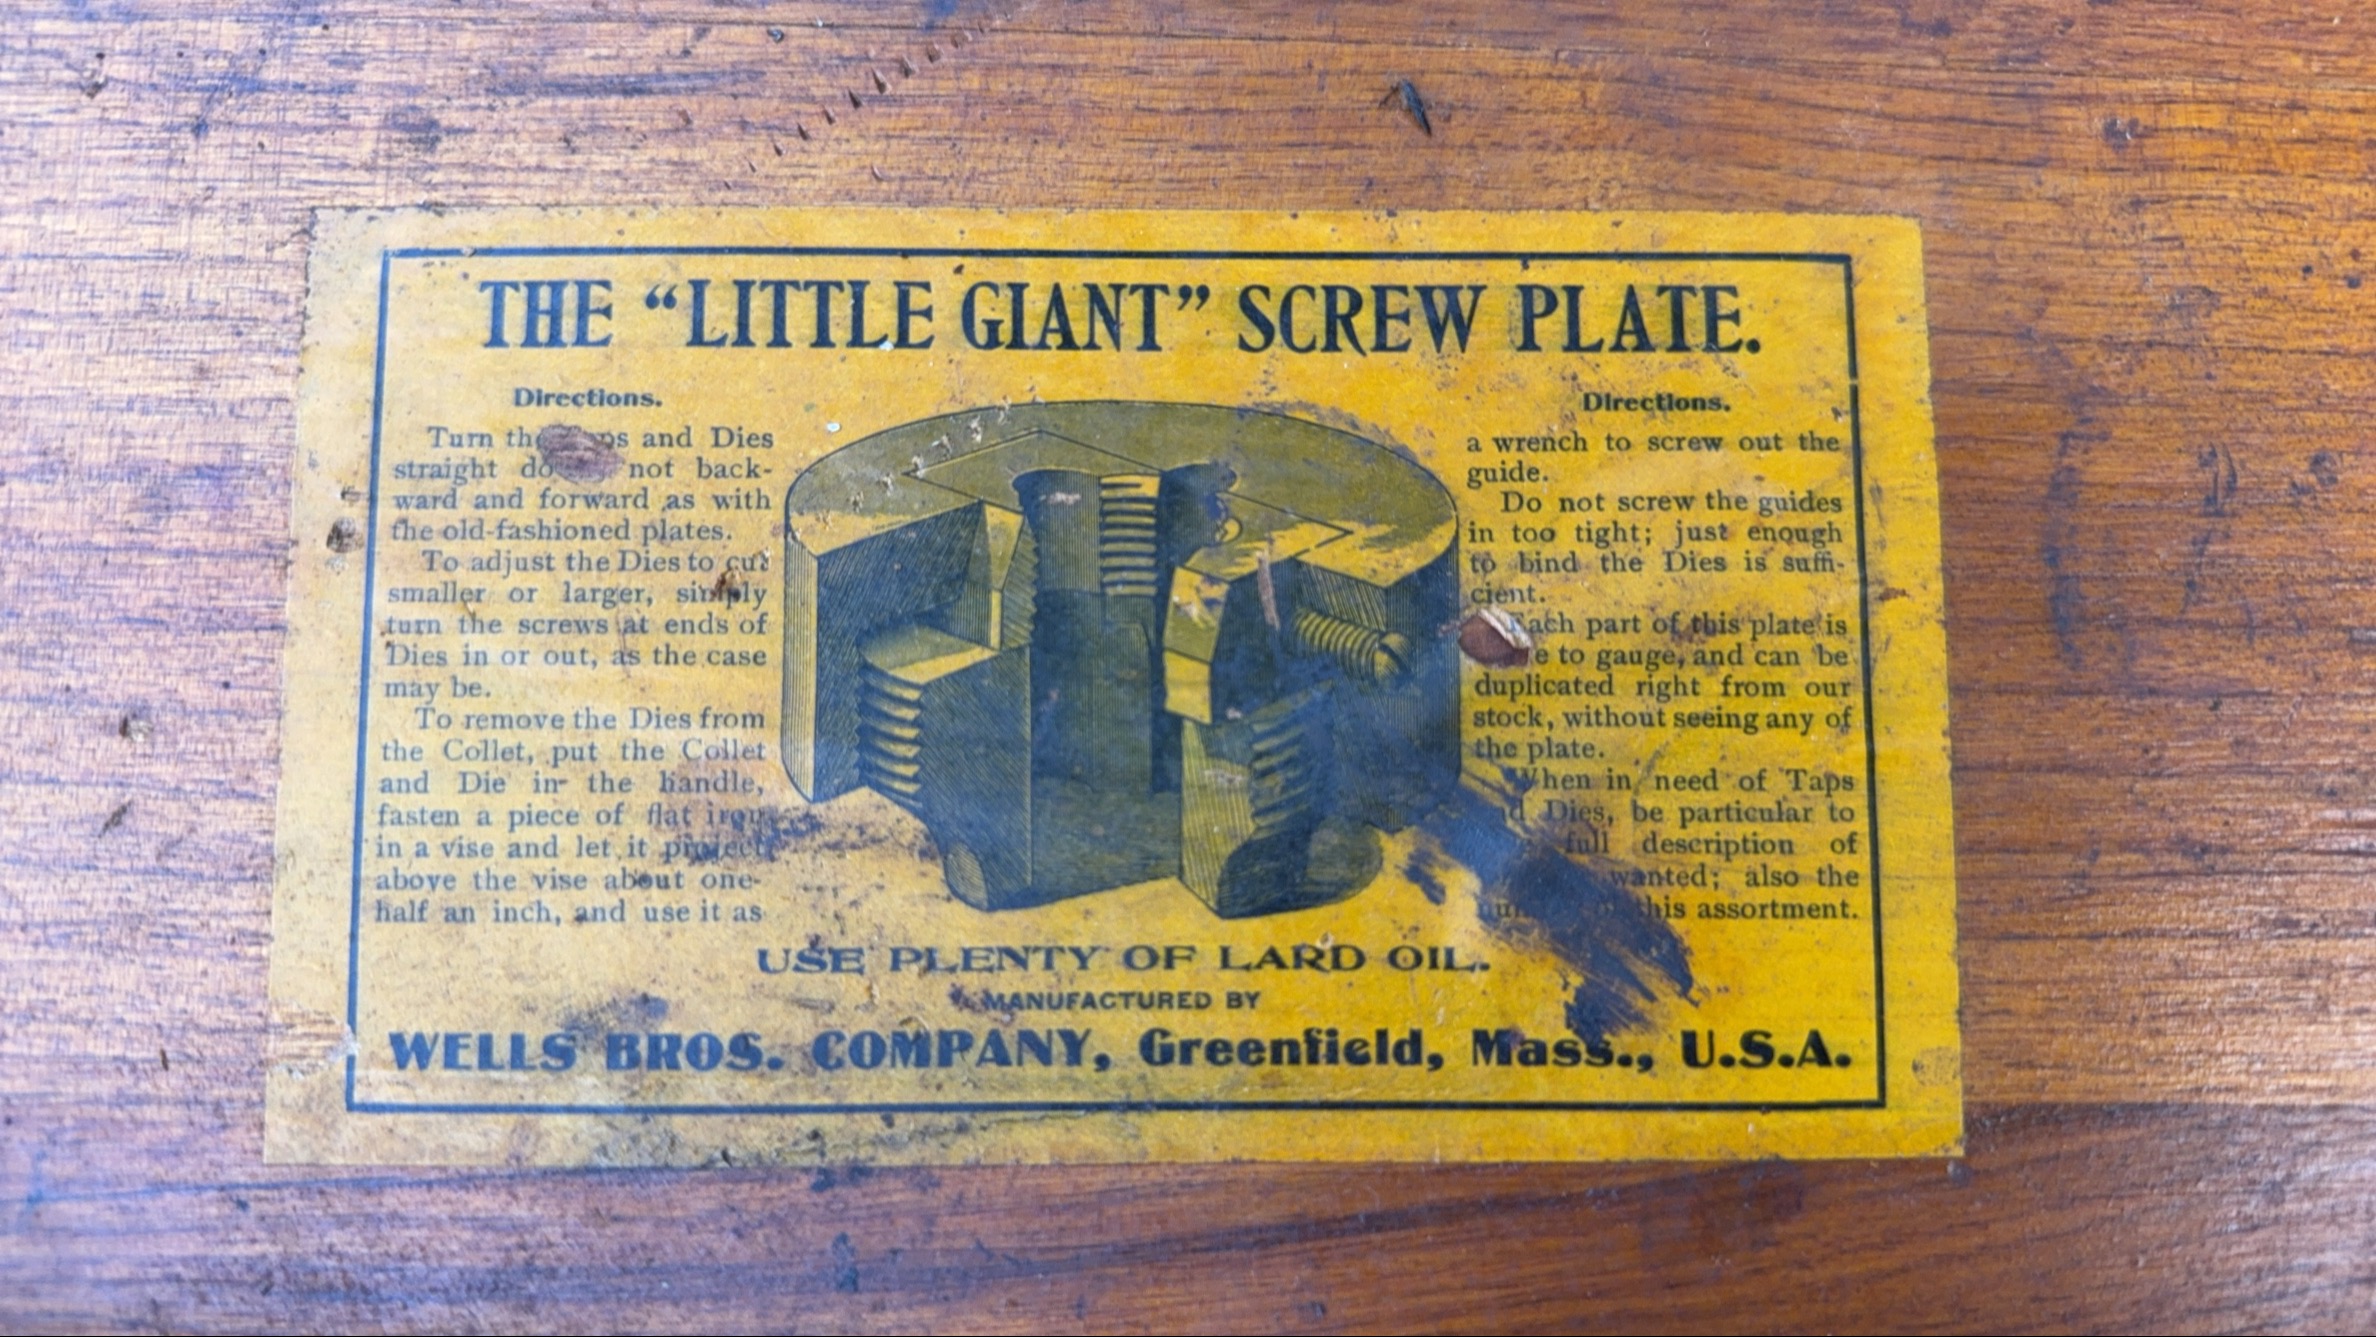 THE “LITTLE GIANT” SCREW PLATE.
Directions.
Turn the and Dies
straight not back-
ward and forward as with
the old-fashioned plates.
To adjust the Dies to cut
smaller or larger, simply
turn the screws at ends of
Dies in or out, as the case
may be.
To remove the Dies from
the Collet, put the Collet
and Die in the handle,
fasten a piece of flat iron
in a vise and let it project
above the vise about one-
half an inch, and use it as
Directions.
a wrench to screw out the
guide.
Do not screw the guides
in too tight; just enough
to bind the Dies is suffi-
cient.
Each part of this plate is
to gauge, and can be
duplicated right from our
stock, without seeing any of
the plate.
When in need of Taps
Dies, be particular to
full description of
wanted; also the
this assortment.
USE PLENTY OF LARD OIL.
MANUFACTURED BY
WELLS BROS. COMPANY, Greenfield, Mass., U.S.A.